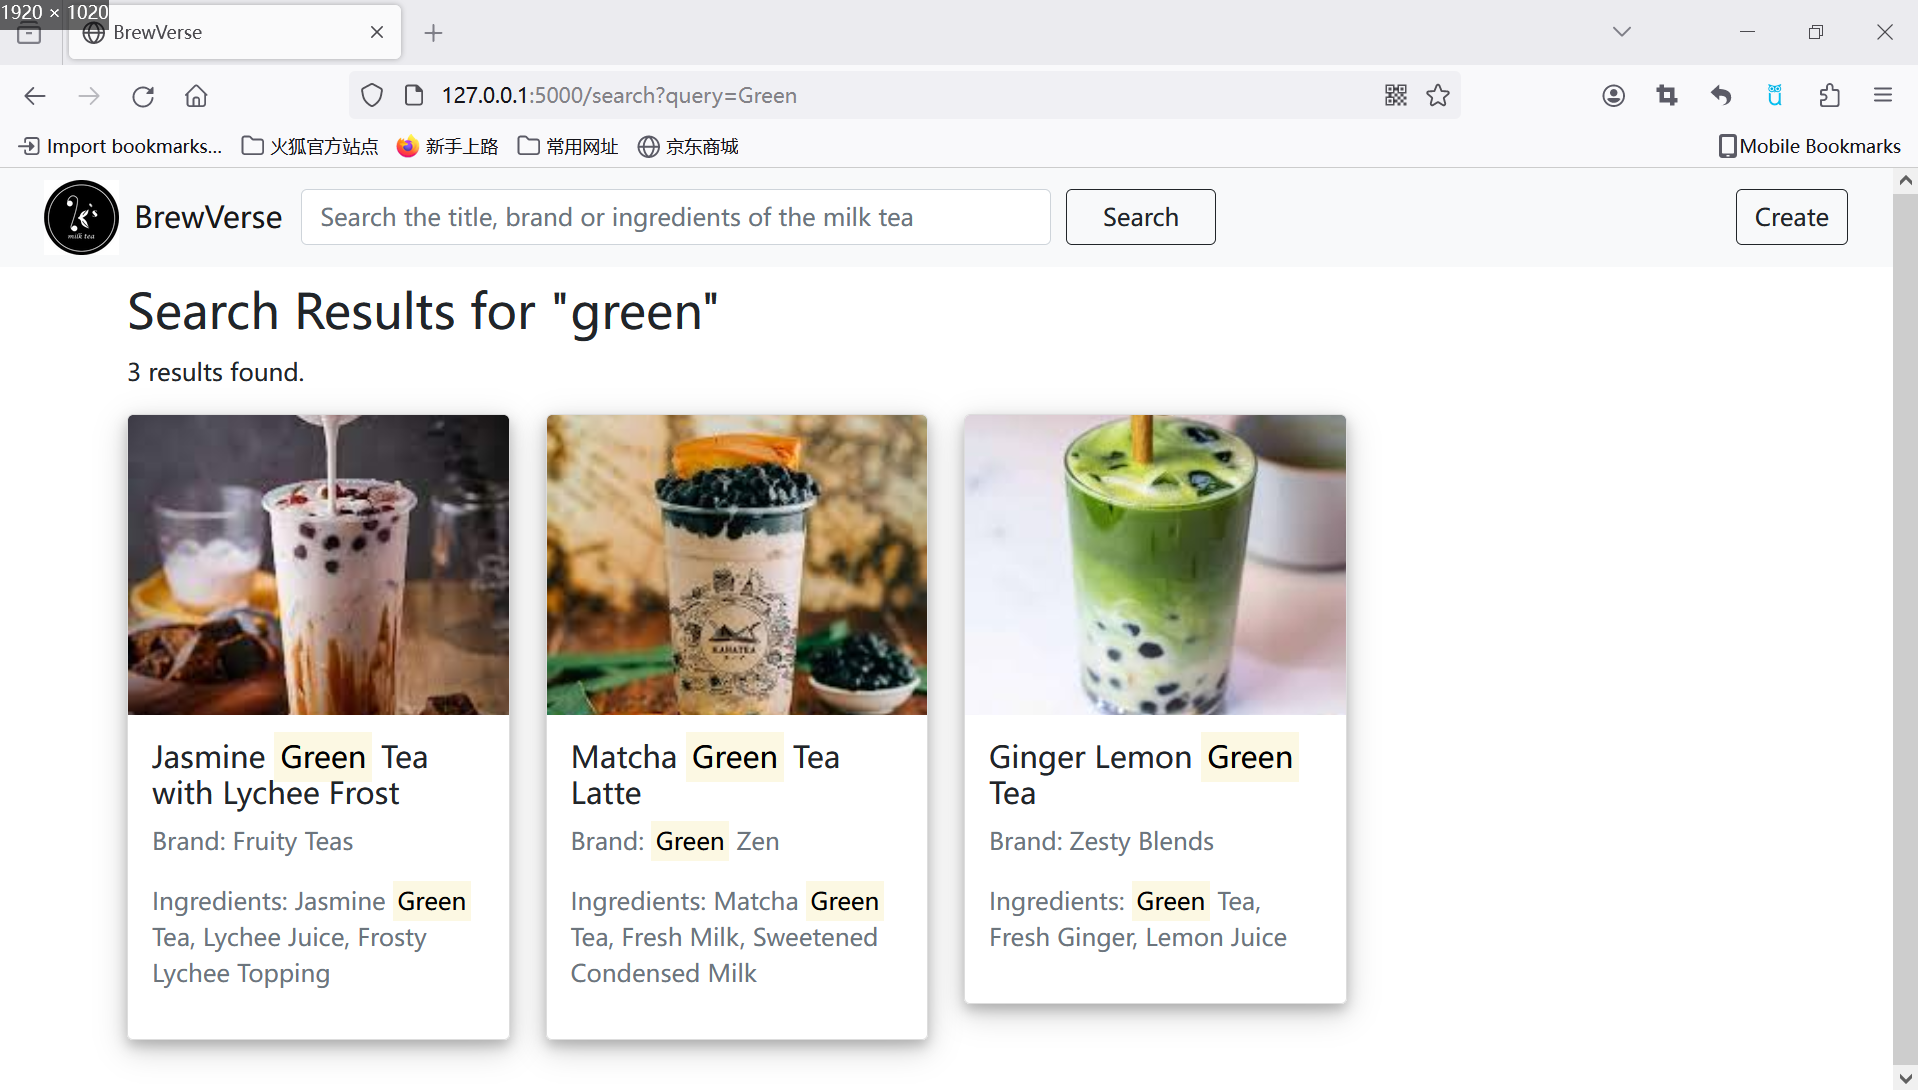 1920 × 1020
BrewVerse
127.0.0.1:5000/search?query=Green
Import bookmarks... 火狐官方站点 新手上路 常用网址 京东商城 Mobile Bookmarks
milk tea
BrewVerse Search the title, brand or ingredients of the milk tea Search Create
Search Results for "green"
3 results found.
KAHATEA
Jasmine Green Tea
with Lychee Frost
Brand: Fruity Teas
Ingredients: Jasmine Green
Tea, Lychee Juice, Frosty
Lychee Topping
Matcha Green Tea
Latte
Brand: Green Zen
Ingredients: Matcha Green
Tea, Fresh Milk, Sweetened
Condensed Milk
Ginger Lemon Green
Tea
Brand: Zesty Blends
Ingredients: Green Tea,
Fresh Ginger, Lemon Juice